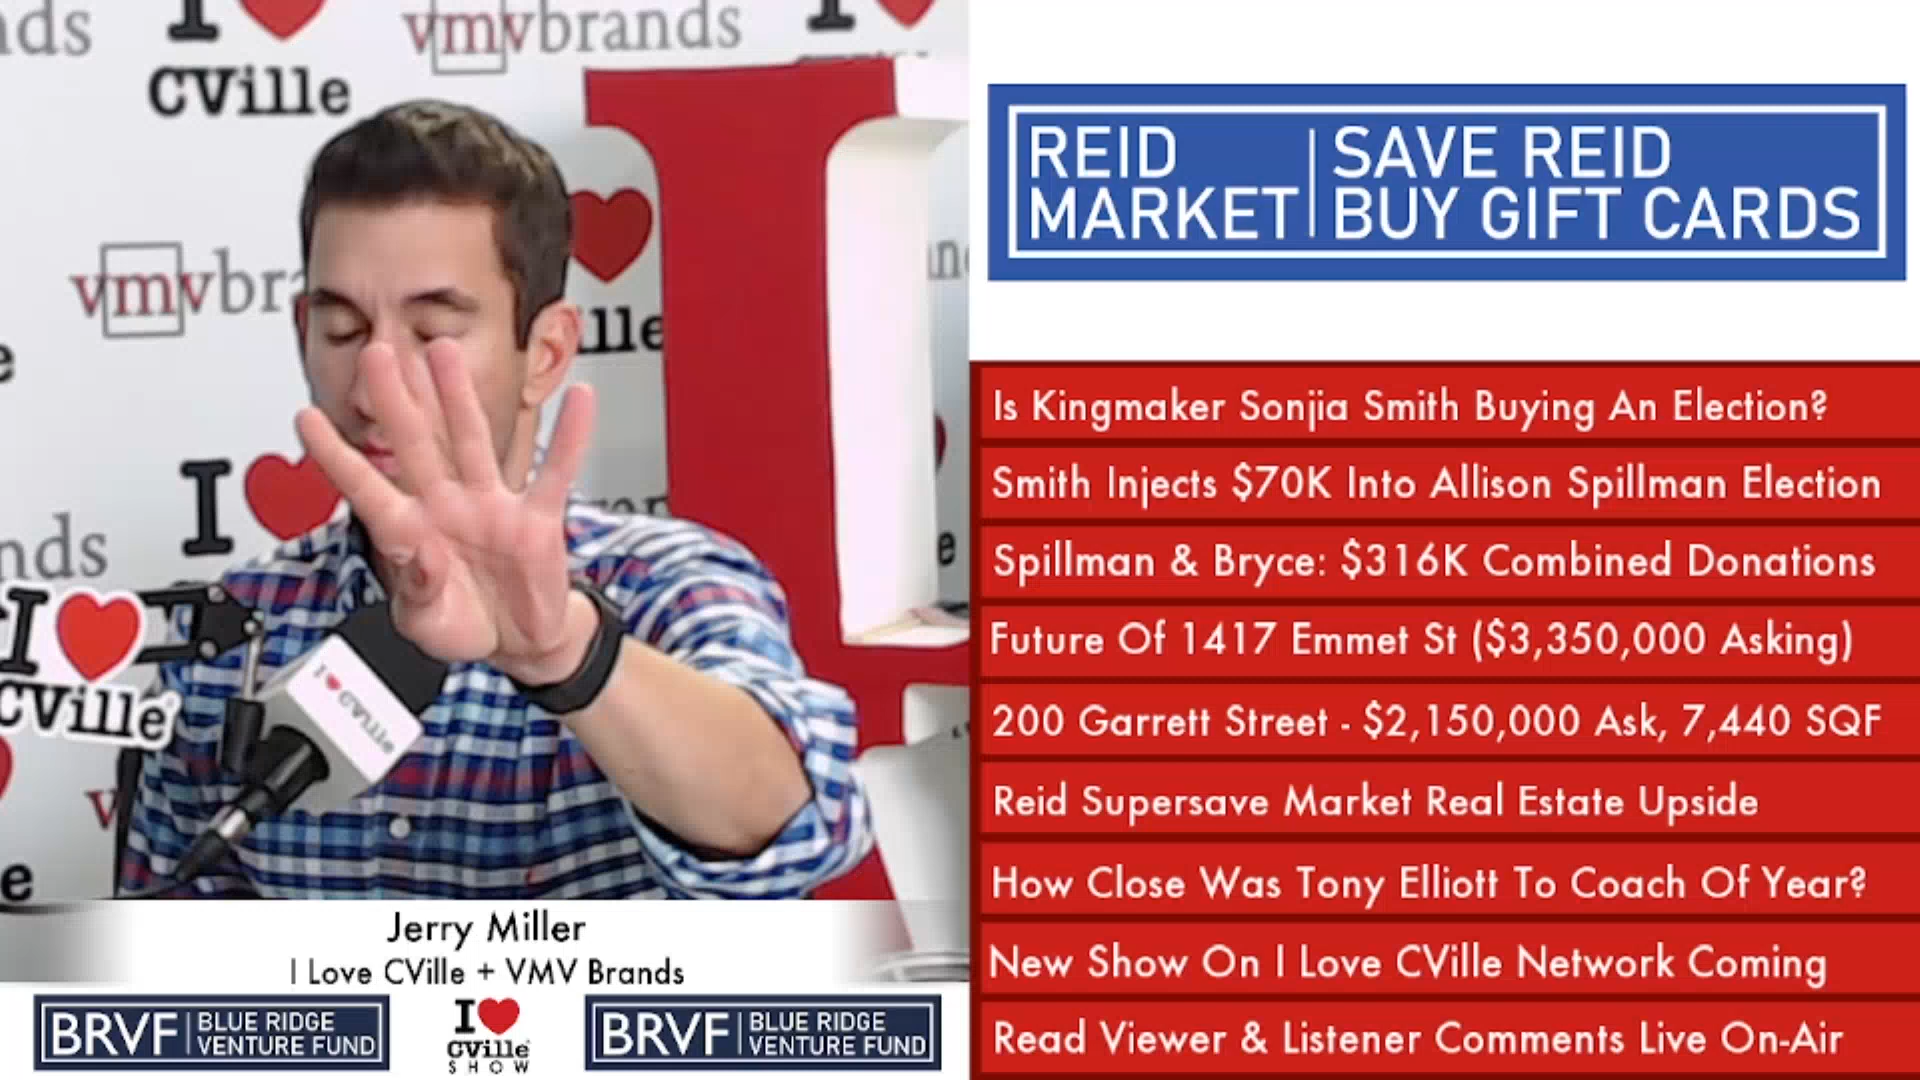 nds
I
vmvbrands
I
CVille
vmvbra
ille
I
nds
I
CVille
I CVille
e
Jerry Miller
I Love CVille + VMV Brands
BRVF BLUE RIDGE
VENTURE FUND
I
CVille
SHOW
BRVF BLUE RIDGE
VENTURE FUND
REID
MARKET
SAVE REID
BUY GIFT CARDS
Is Kingmaker Sonjia Smith Buying An Election?
Smith Injects $70K Into Allison Spillman Election
Spillman & Bryce: $316K Combined Donations
Future Of 1417 Emmet St ($3,350,000 Asking)
200 Garrett Street - $2,150,000 Ask, 7,440 SQF
Reid Supersave Market Real Estate Upside
How Close Was Tony Elliott To Coach Of Year?
New Show On I Love CVille Network Coming
Read Viewer & Listener Comments Live On-Air